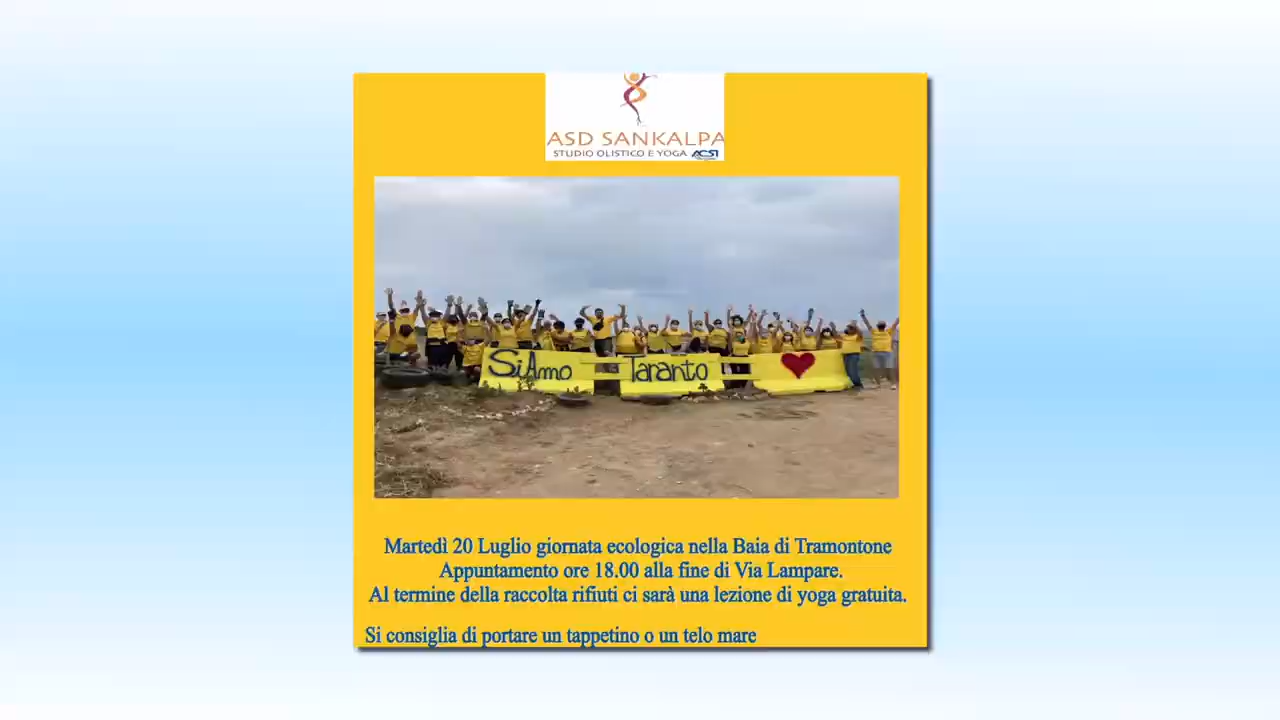 ASD SANKALPA
STUDIO OLISTICO E YOGA ACSI
SiAmo Taranto
Martedì 20 Luglio giornata ecologica nella Baia di Tramontone
Appuntamento ore 18.00 alla fine di Via Lampare.
Al termine della raccolta rifiuti ci sarà una lezione di yoga gratuita.
Si consiglia di portare un tappetino o un telo mare